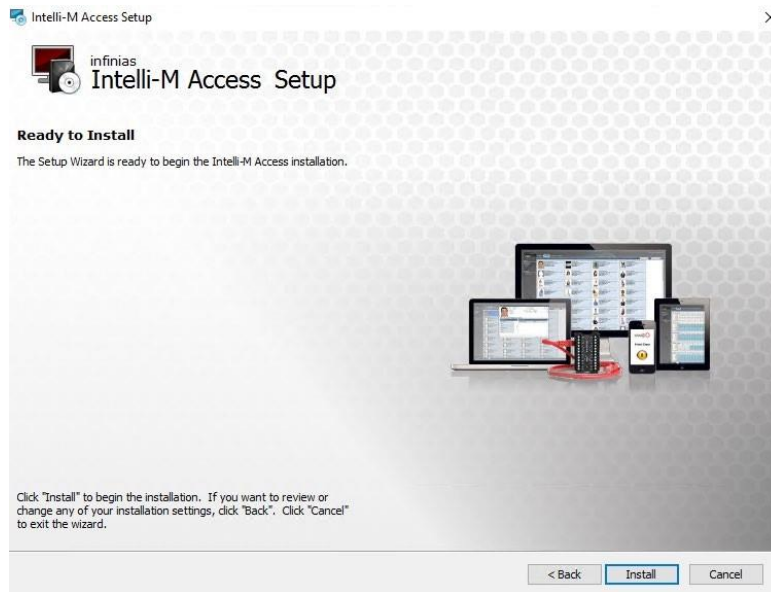 Intelli-M Access Setup
infinias
Intelli-M Access Setup
Ready to Install
The Setup Wizard is ready to begin the Intelli-M Access installation.
Click "Install" to begin the installation. If you want to review or
change any of your installation settings, click "Back". Click "Cancel"
to exit the wizard.
< Back
Install
Cancel